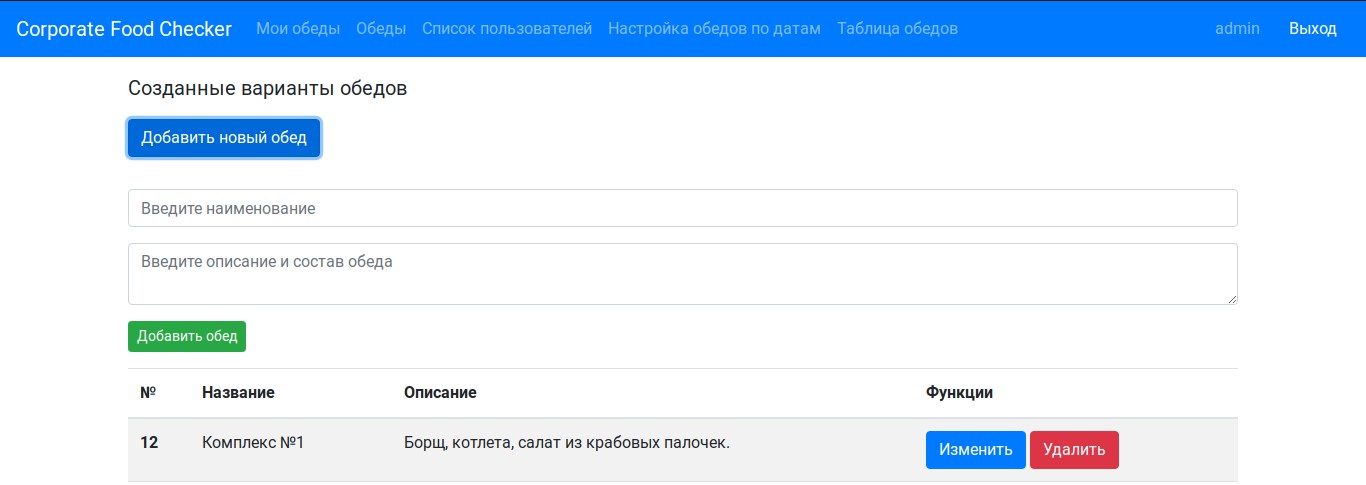 Corporate Food Checker Мои обеды Обеды Список пользователей Настройка обедов по датам Таблица обедов admin Выход
Созданные варианты обедов
Добавить новый обед
Введите наименование
Введите описание и состав обеда
Добавить обед
№ Название Описание Функции
12 Комплекс №1 Борщ, котлета, салат из крабовых палочек. Изменить Удалить